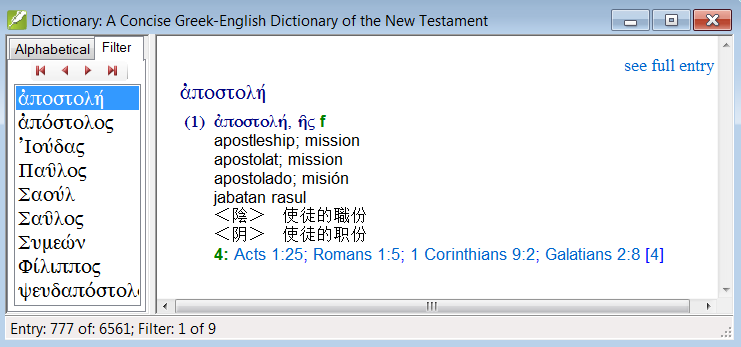 Dictionary: A Concise Greek-English Dictionary of the New Testament
Alphabetical Filter
ἀποστολή
ἀπόστολος
Ἰούδας
Παῦλος
Σαούλ
Σαῦλος
Συμεών
Φίλιππος
ψευδαπόστολο
see full entry
ἀποστολή
(1) ἀποστολή, ῆς f
apostleship; mission
apostolat; mission
apostolado; misión
jabatan rasul
＜陰＞ 使徒的職份
＜阴＞ 使徒的职份
4: Acts 1:25; Romans 1:5; 1 Corinthians 9:2; Galatians 2:8 [4]
Entry: 777 of: 6561; Filter: 1 of 9